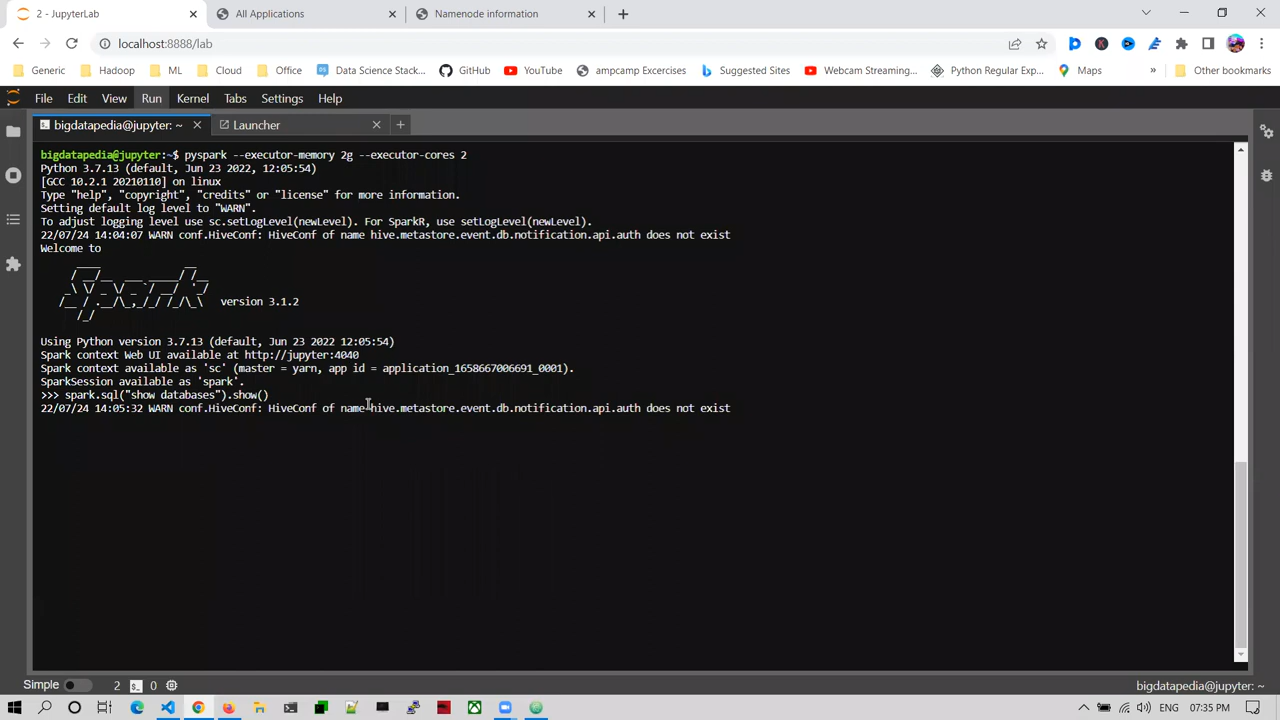 2 - JupyterLab
All Applications
Namenode information
localhost:8888/lab
Generic
Hadoop
ML
Cloud
Office
Data Science Stack...
GitHub
YouTube
ampcamp Excercises
Suggested Sites
Webcam Streaming...
Python Regular Exp...
Maps
»
Other bookmarks
File Edit View Run Kernel Tabs Settings Help
bigdatapedia@jupyter: ~
Launcher
bigdatapedia@jupyter:~$ pyspark --executor-memory 2g --executor-cores 2
Python 3.7.13 (default, Jun 23 2022, 12:05:54)
[GCC 10.2.1 20210110] on linux
Type "help", "copyright", "credits" or "license" for more information.
Setting default log level to "WARN".
To adjust logging level use sc.setLogLevel(newLevel). For SparkR, use setLogLevel(newLevel).
22/07/24 14:04:07 WARN conf.HiveConf: HiveConf of name hive.metastore.event.db.notification.api.auth does not exist
Welcome to
Spark version 3.1.2
Using Python version 3.7.13 (default, Jun 23 2022 12:05:54)
Spark context Web UI available at http://jupyter:4040
Spark context available as 'sc' (master = yarn, app id = application_1658667006691_0001).
SparkSession available as 'spark'.
>>> spark.sql("show databases").show()
22/07/24 14:05:32 WARN conf.HiveConf: HiveConf of name hive.metastore.event.db.notification.api.auth does not exist
Simple 2 0
bigdatapedia@jupyter: ~
ENG 07:35 PM